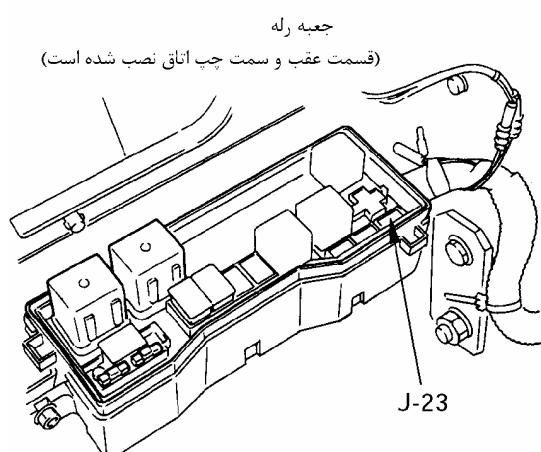 جعبه رله
(قسمت عقب و سمت چپ اتاق نصب شده است)
J-23